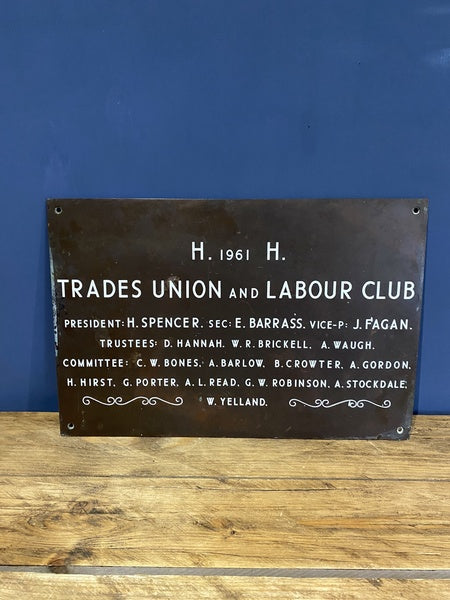 H. 1961 H.
TRADES UNION AND LABOUR CLUB
PRESIDENT: H. SPENCER. SEC: E. BARRASS. VICE-P: J. FAGAN.
TRUSTEES: D. HANNAH. W. R. BRICKELL. A. WAUGH.
COMMITTEE: C. W. BONES. A. BARLOW. B. CROWTER. A. GORDON.
H. HIRST. G. PORTER. A. L. READ. G. W. ROBINSON. A. STOCKDALE.
W. YELLAND.